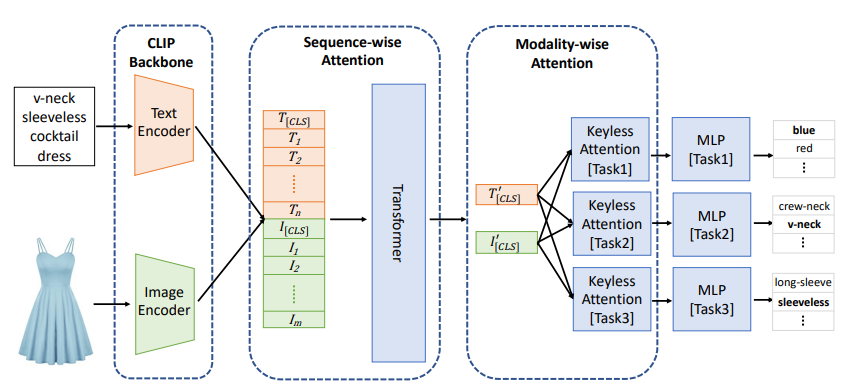 CLIP
Backbone
Sequence-wise
Attention
Modality-wise
Attention
v-neck
sleeveless
cocktail
dress
Text
Encoder
Image
Encoder
T[CLS]
T1
T2
⋮
Tn
I[CLS]
I1
I2
⋮
Im
Transformer
T′[CLS]
I′[CLS]
Keyless
Attention
[Task1]
Keyless
Attention
[Task2]
Keyless
Attention
[Task3]
MLP
[Task1]
MLP
[Task2]
MLP
[Task3]
blue
red
⋮
crew-neck
v-neck
⋮
long-sleeve
sleeveless
⋮